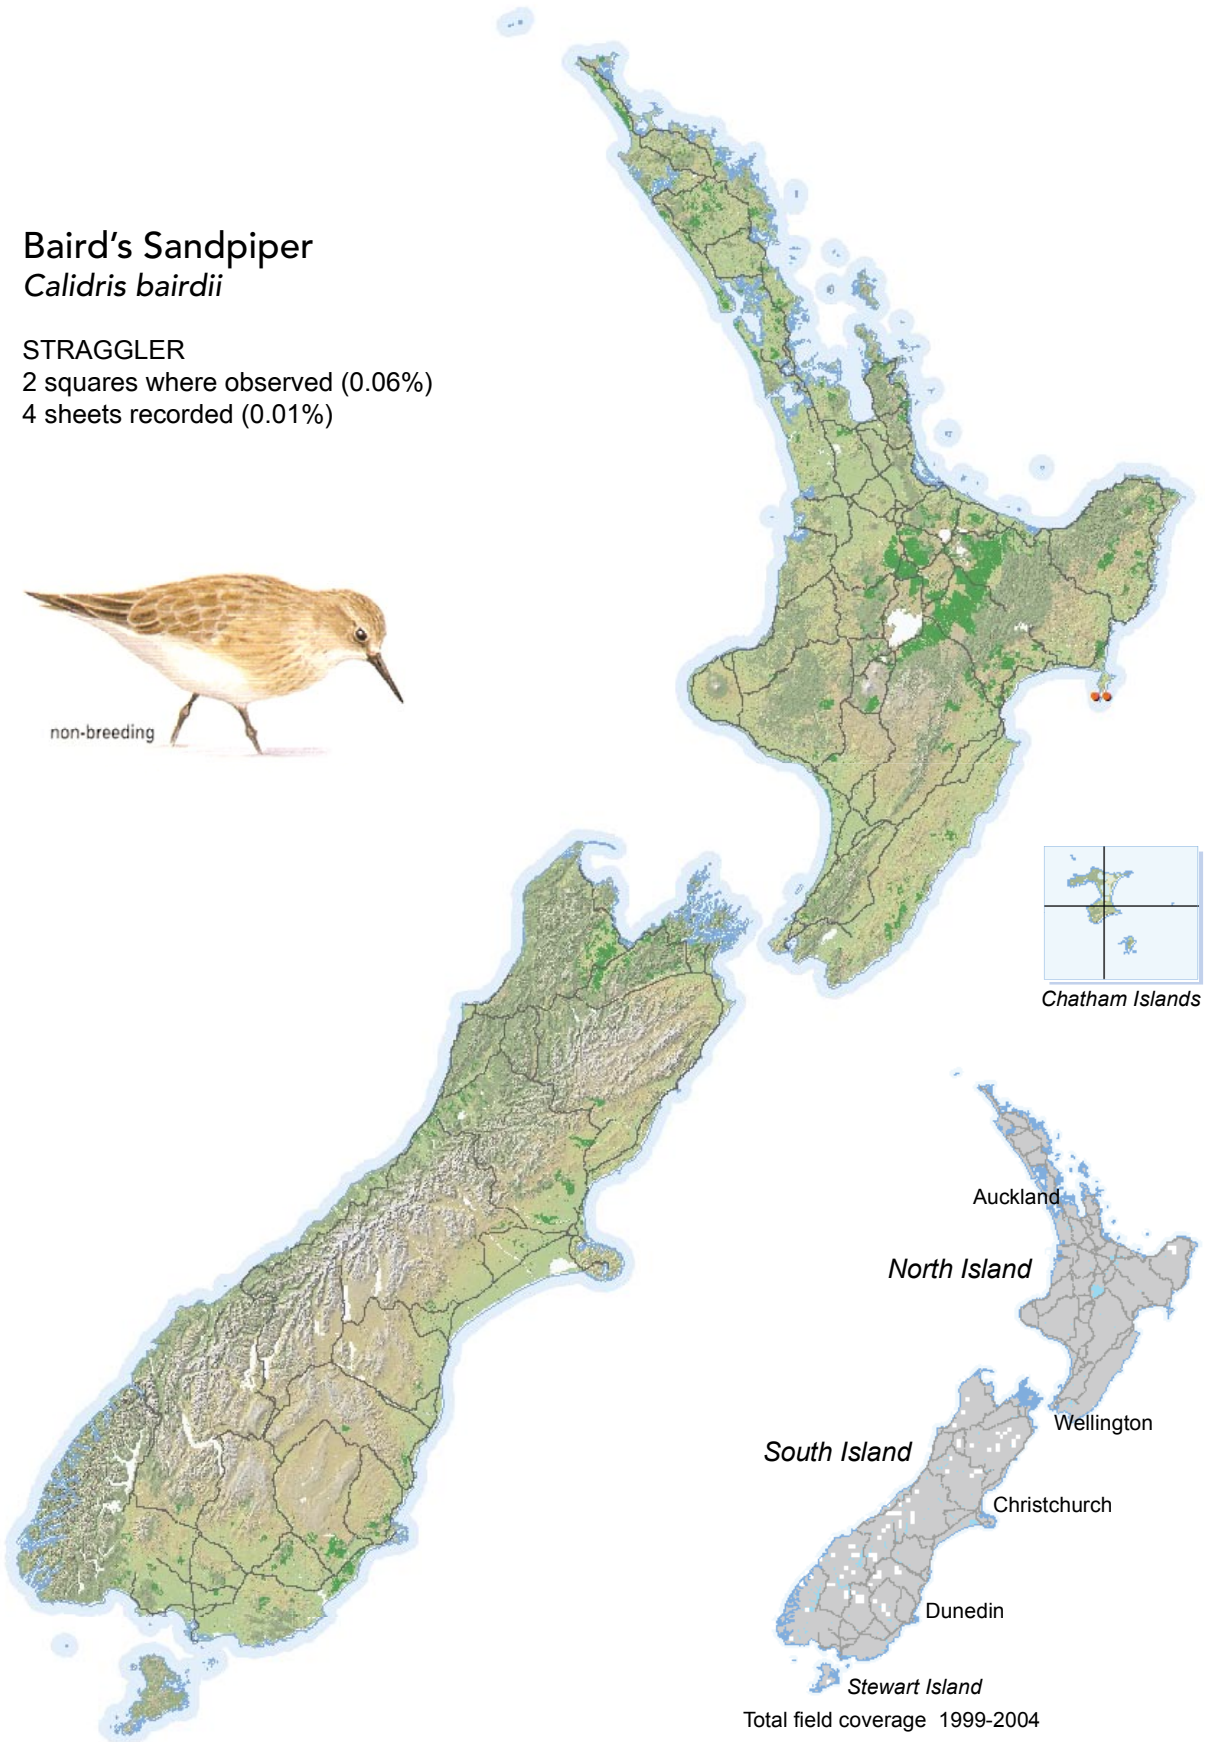 Baird's Sandpiper
Calidris bairdii
STRAGGLER
2 squares where observed (0.06%)
4 sheets recorded (0.01%)
non-breeding
Chatham Islands
Auckland
North Island
Wellington
South Island
Christchurch
Dunedin
Stewart Island
Total field coverage 1999-2004